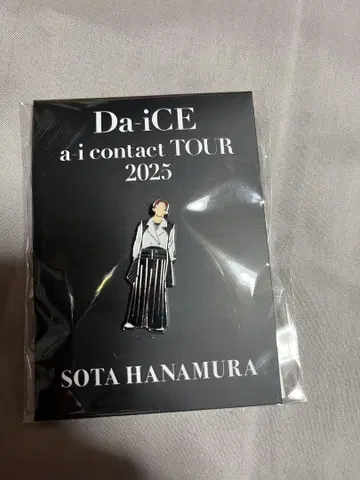 Da-iCE
a-i contact TOUR
2025
SOTA HANAMURA